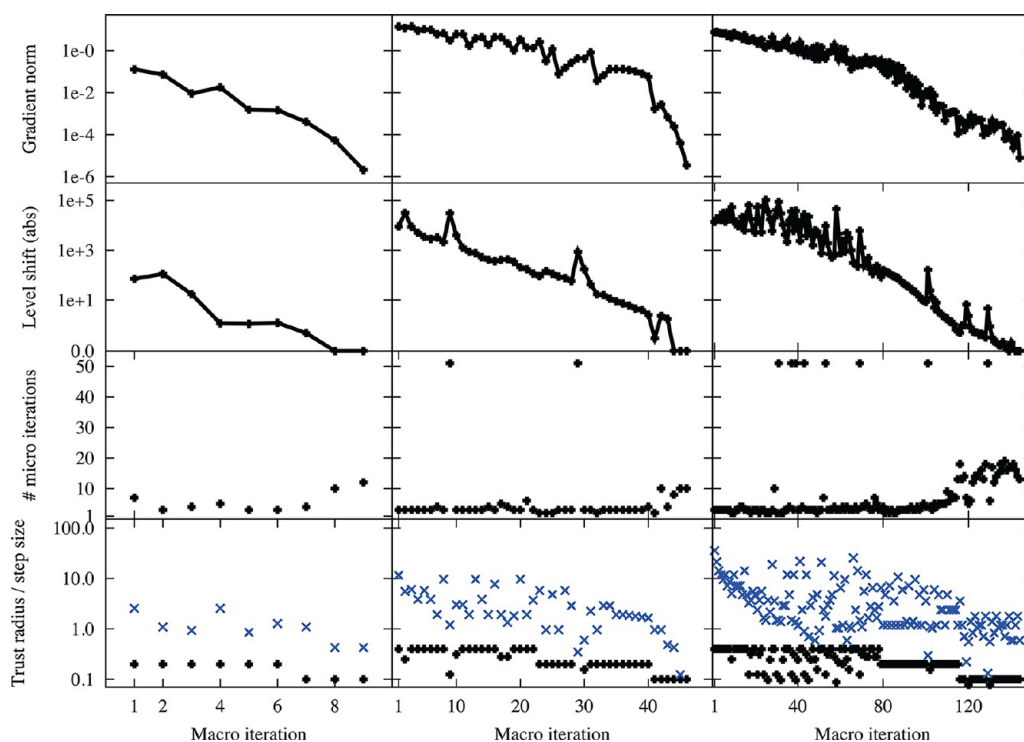 Gradient norm
1e-0
1e-2
1e-4
1e-6
Level shift (abs)
1e+5
1e+3
1e+1
0.0
# micro iterations
50
40
30
20
10
1
Trust radius / step size
100.0
10.0
1.0
0.1
1 2 4 6 8 1 10 20 30 40 1 40 80 120
Macro iteration Macro iteration Macro iteration